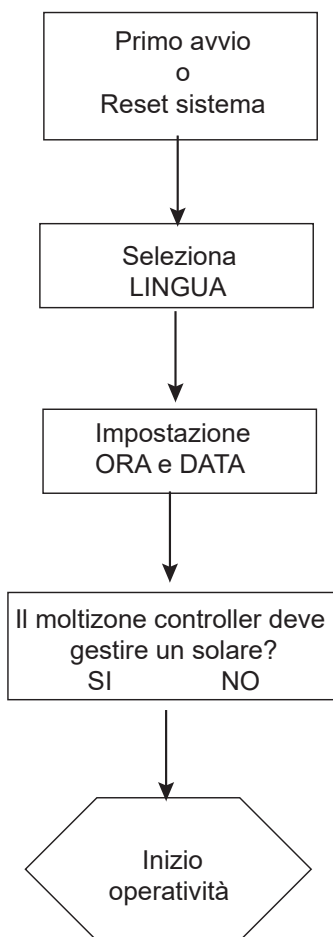 Primo avvio
o
Reset sistema
Seleziona
LINGUA
Impostazione
ORA e DATA
Il moltizone controller deve
gestire un solare?
SI NO
Inizio
operatività